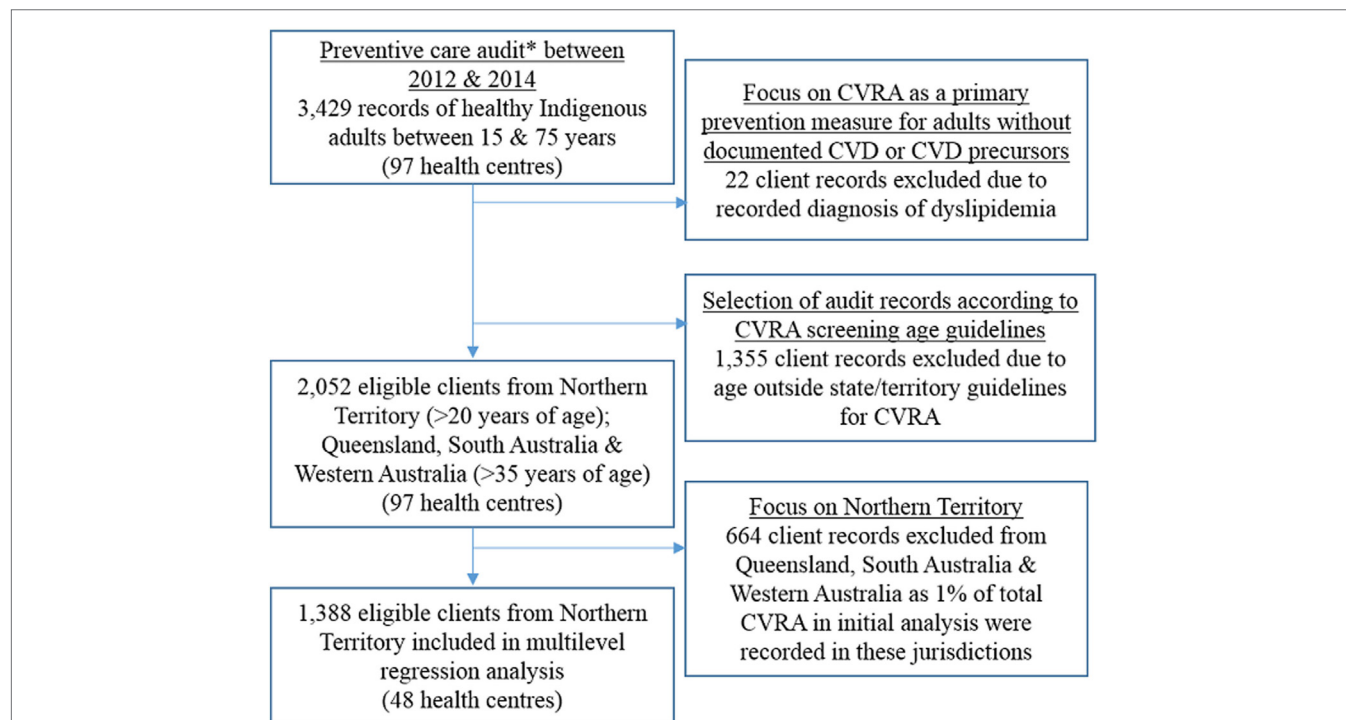 Preventive care audit* between
2012 & 2014
3,429 records of healthy Indigenous
adults between 15 & 75 years
(97 health centres)
Focus on CVRA as a primary
prevention measure for adults without
documented CVD or CVD precursors
22 client records excluded due to
recorded diagnosis of dyslipidemia
Selection of audit records according to
CVRA screening age guidelines
1,355 client records excluded due to
age outside state/territory guidelines
for CVRA
2,052 eligible clients from Northern
Territory (>20 years of age);
Queensland, South Australia &
Western Australia (>35 years of age)
(97 health centres)
Focus on Northern Territory
664 client records excluded from
Queensland, South Australia &
Western Australia as 1% of total
CVRA in initial analysis were
recorded in these jurisdictions
1,388 eligible clients from Northern
Territory included in multilevel
regression analysis
(48 health centres)